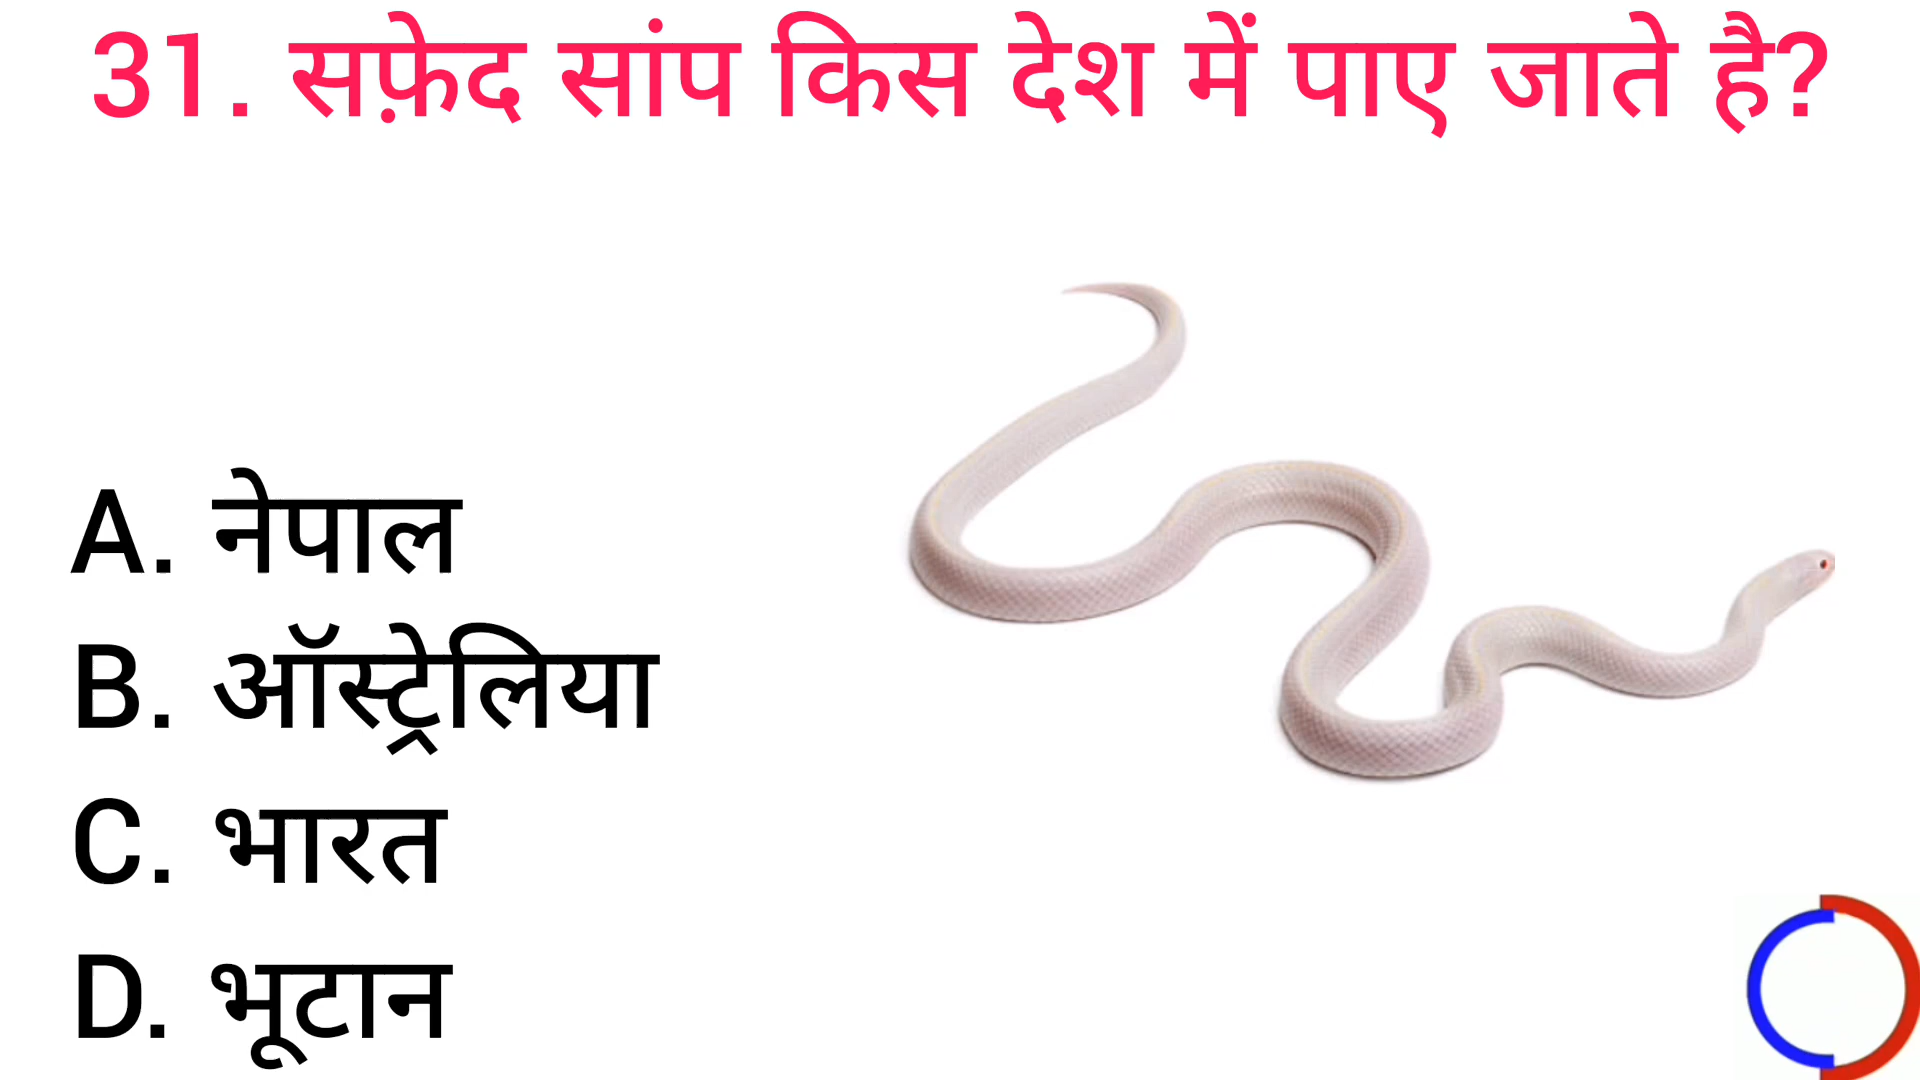 31. सफ़ेद सांप किस देश में पाए जाते है?
A. नेपाल
B. ऑस्ट्रेलिया
C. भारत
D. भूटान